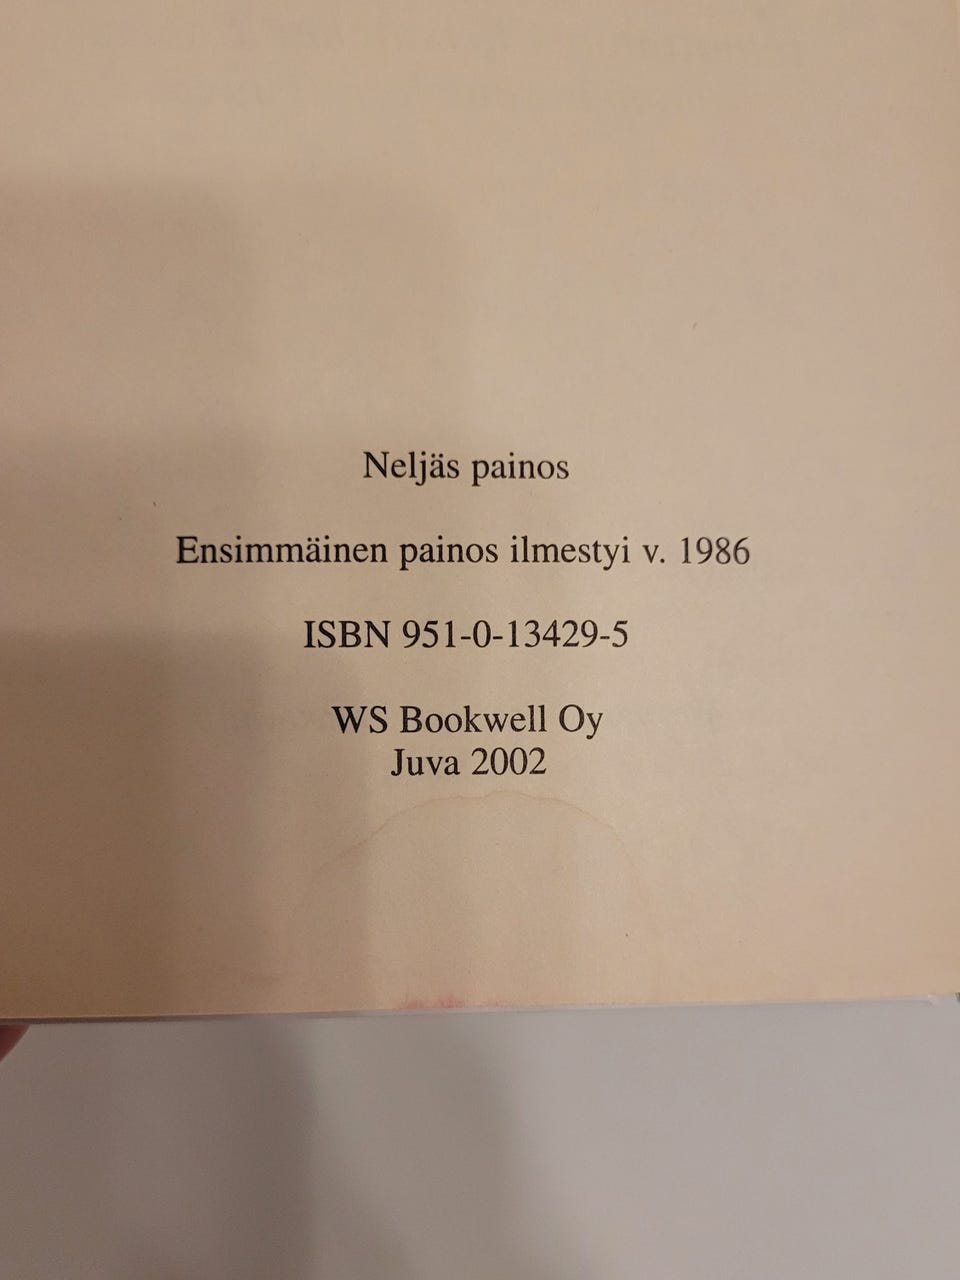 Neljäs painos
Ensimmäinen painos ilmestyi v. 1986
ISBN 951-0-13429-5
WS Bookwell Oy
Juva 2002